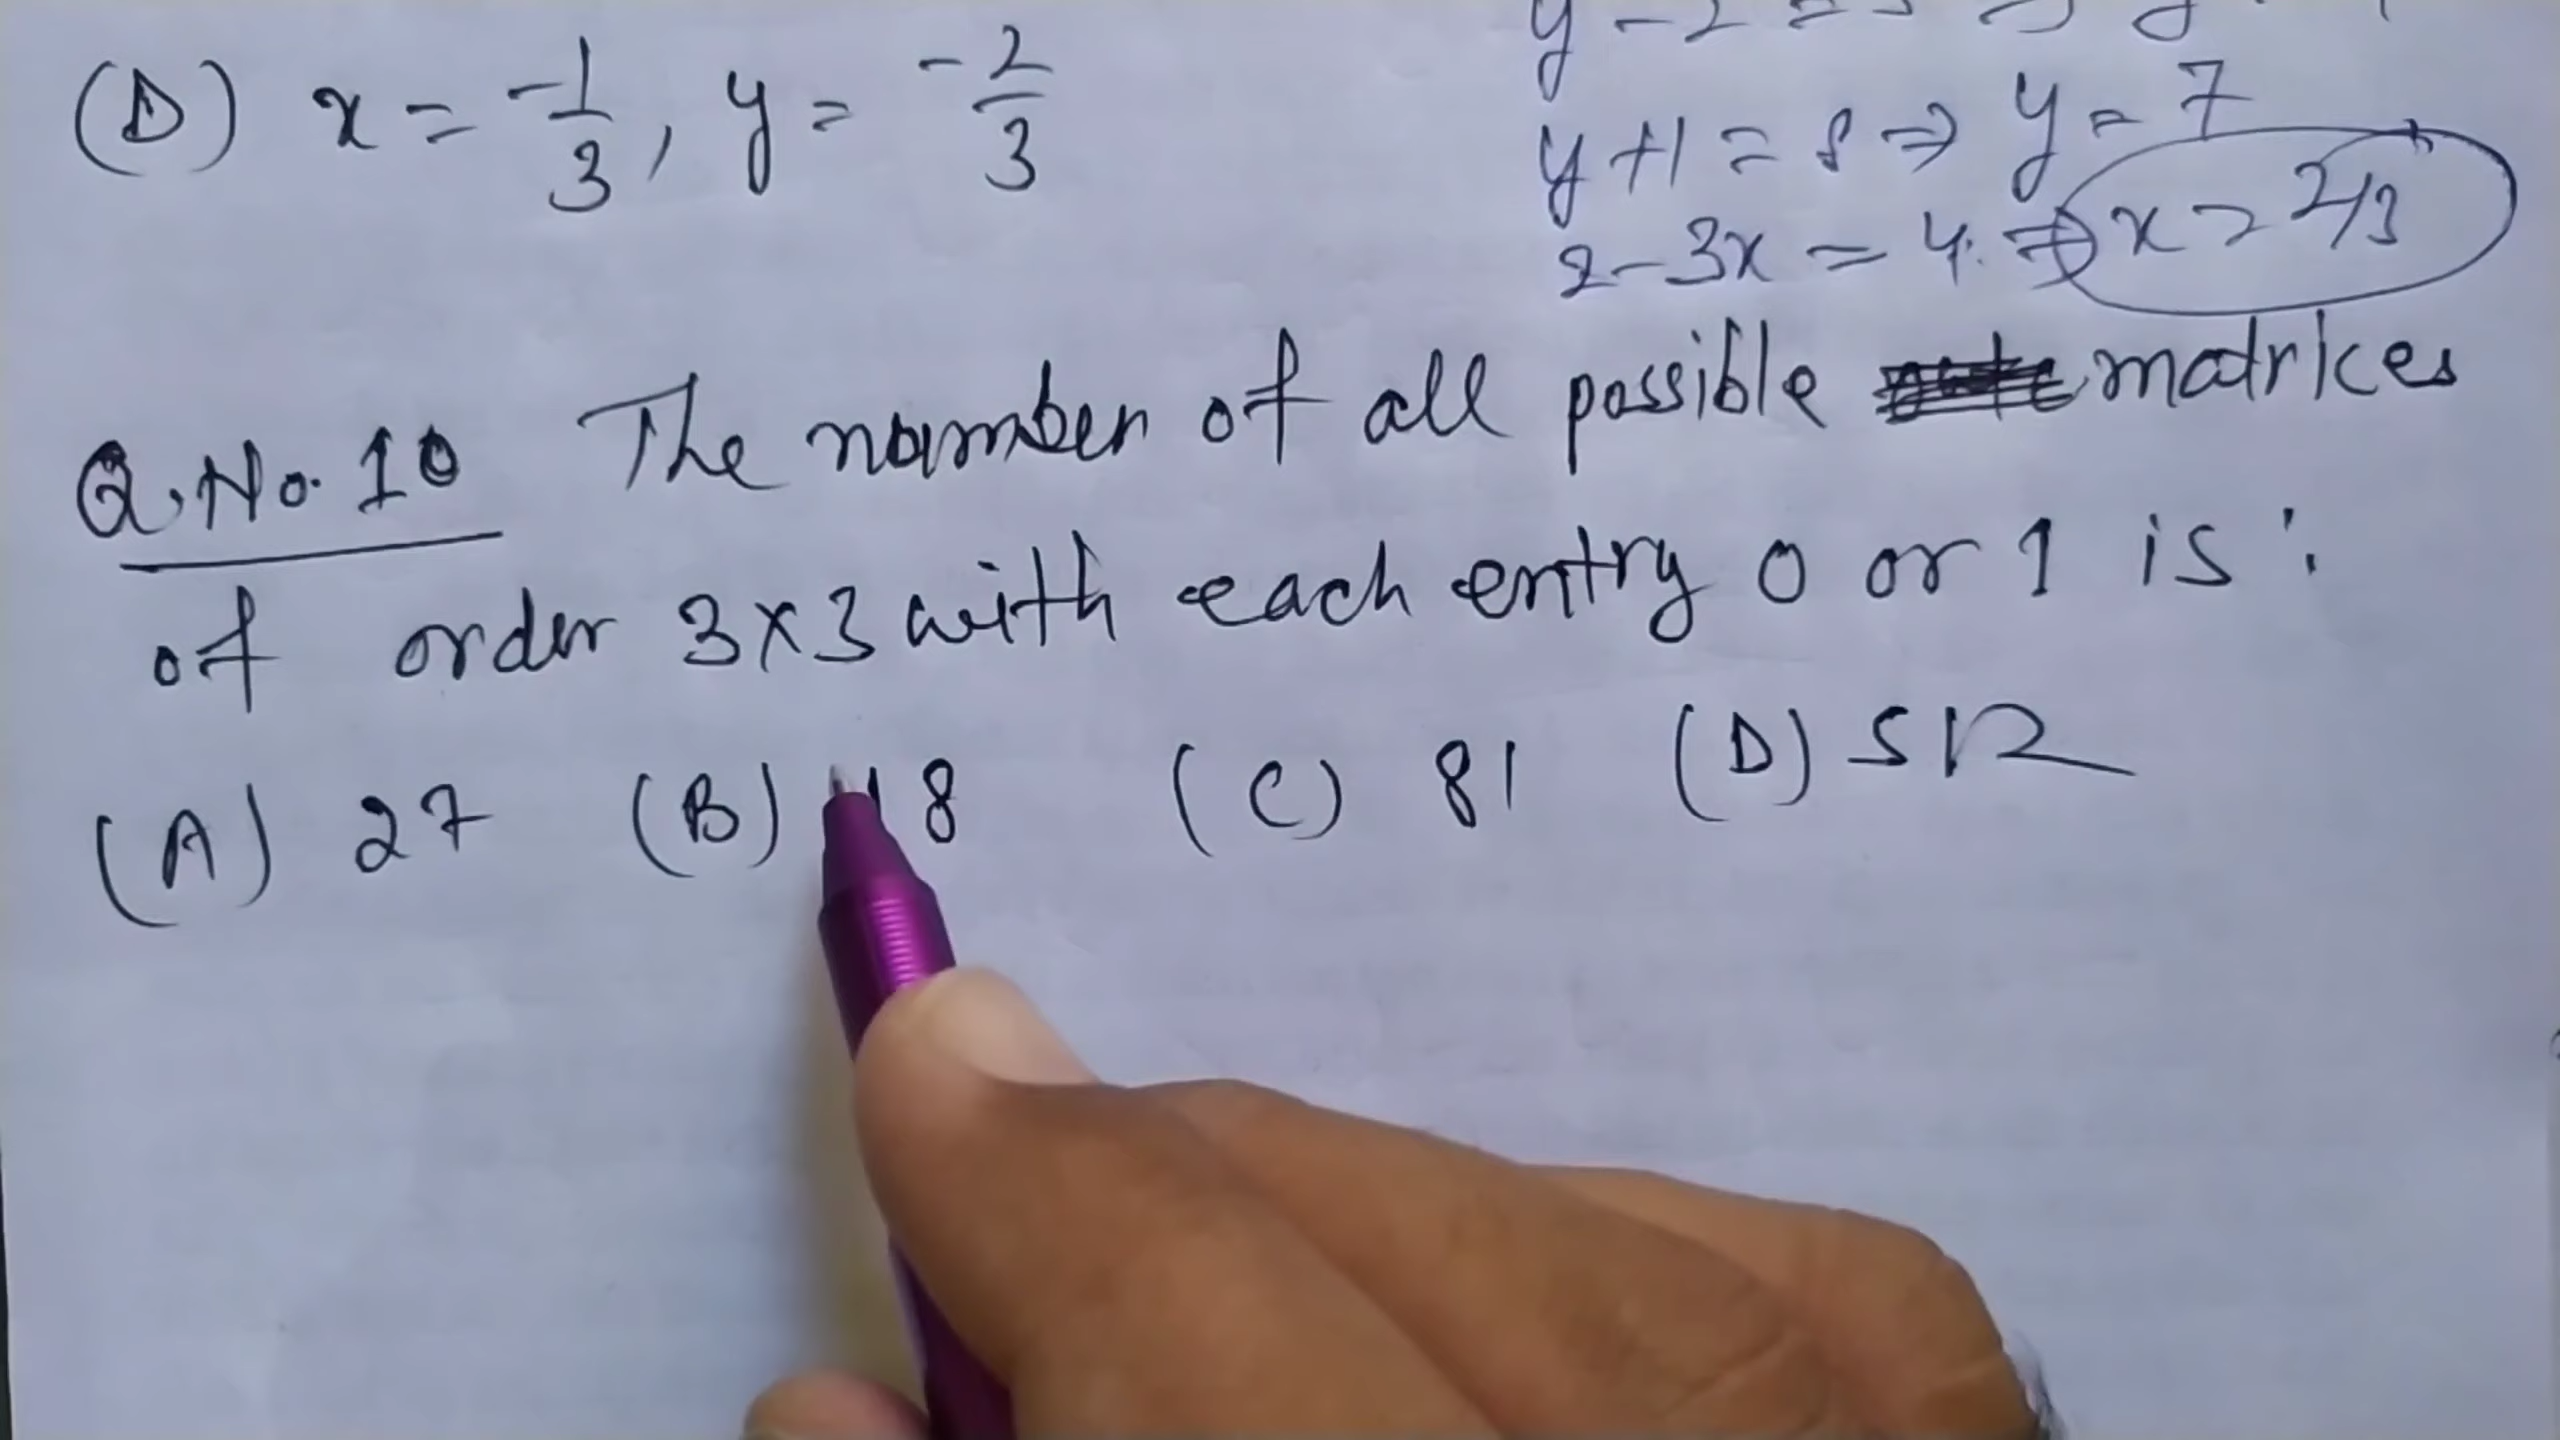 (D) x = -1/3, y = -2/3
y + 1 = 8 ⇒ y = 7
2 - 3x = 4 ⇒ x = 2/3
Q.No.10 The number of all possible matrices
of order 3×3 with each entry 0 or 1 is :
(A) 27 (B) 18 (C) 81 (D) 512